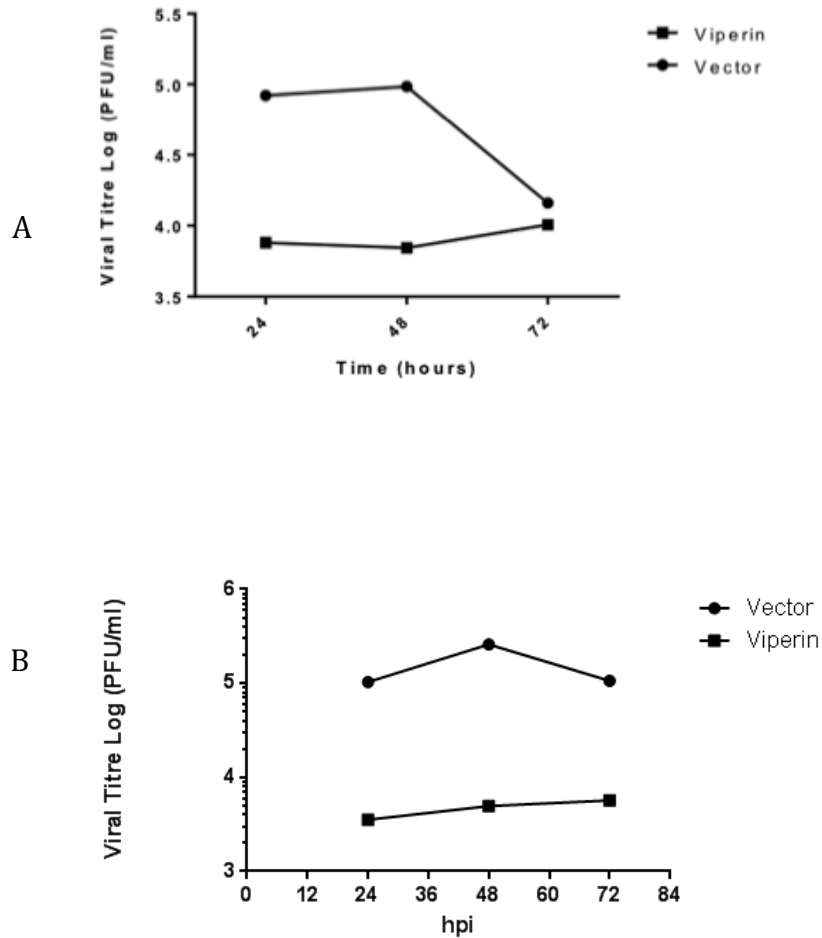 A
Viral Titre Log (PFU/ml)
5.5
5.0
4.5
4.0
3.5
24
48
72
Time (hours)
Viperin
Vector
B
Viral Titre Log (PFU/ml)
6
5
4
3
0 12 24 36 48 60 72 84
hpi
Vector
Viperin